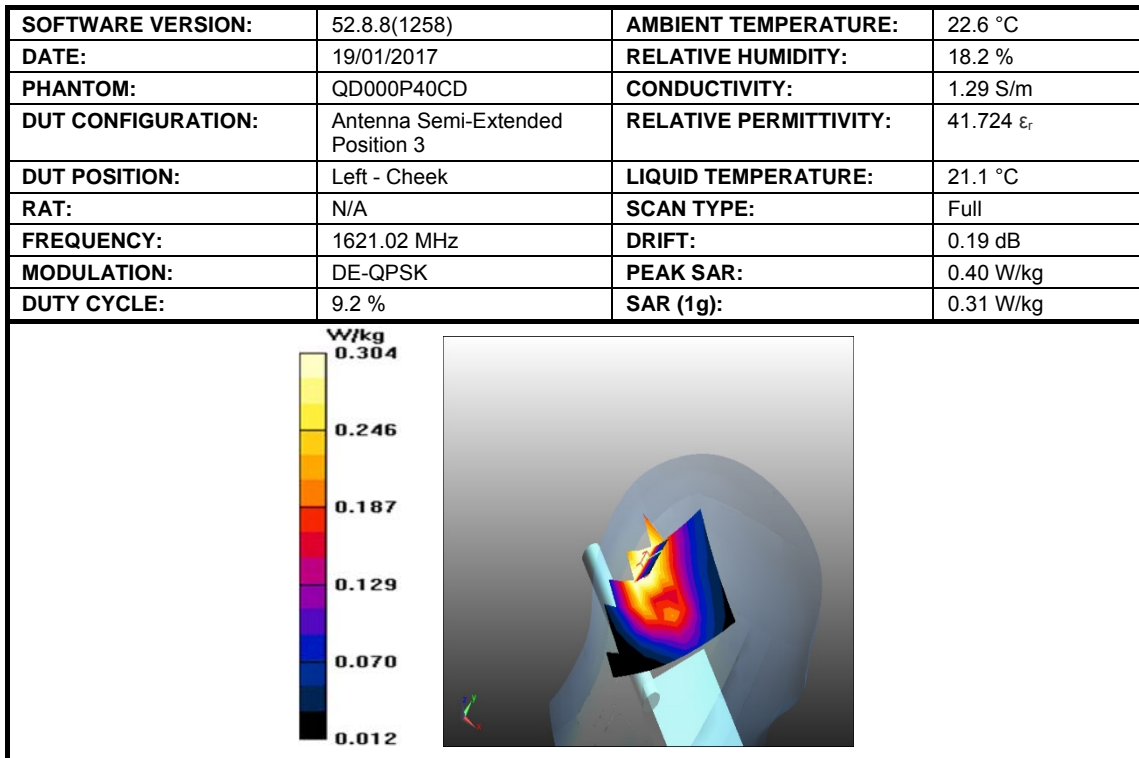 SOFTWARE VERSION: 52.8.8(1258) AMBIENT TEMPERATURE: 22.6 °C
DATE: 19/01/2017 RELATIVE HUMIDITY: 18.2 %
PHANTOM: QD000P40CD CONDUCTIVITY: 1.29 S/m
DUT CONFIGURATION: Antenna Semi-Extended RELATIVE PERMITTIVITY: 41.724 εr
Position 3
DUT POSITION: Left - Cheek LIQUID TEMPERATURE: 21.1 °C
RAT: N/A SCAN TYPE: Full
FREQUENCY: 1621.02 MHz DRIFT: 0.19 dB
MODULATION: DE-QPSK PEAK SAR: 0.40 W/kg
DUTY CYCLE: 9.2 % SAR (1g): 0.31 W/kg
W/kg
0.304
0.246
0.187
0.129
0.070
0.012